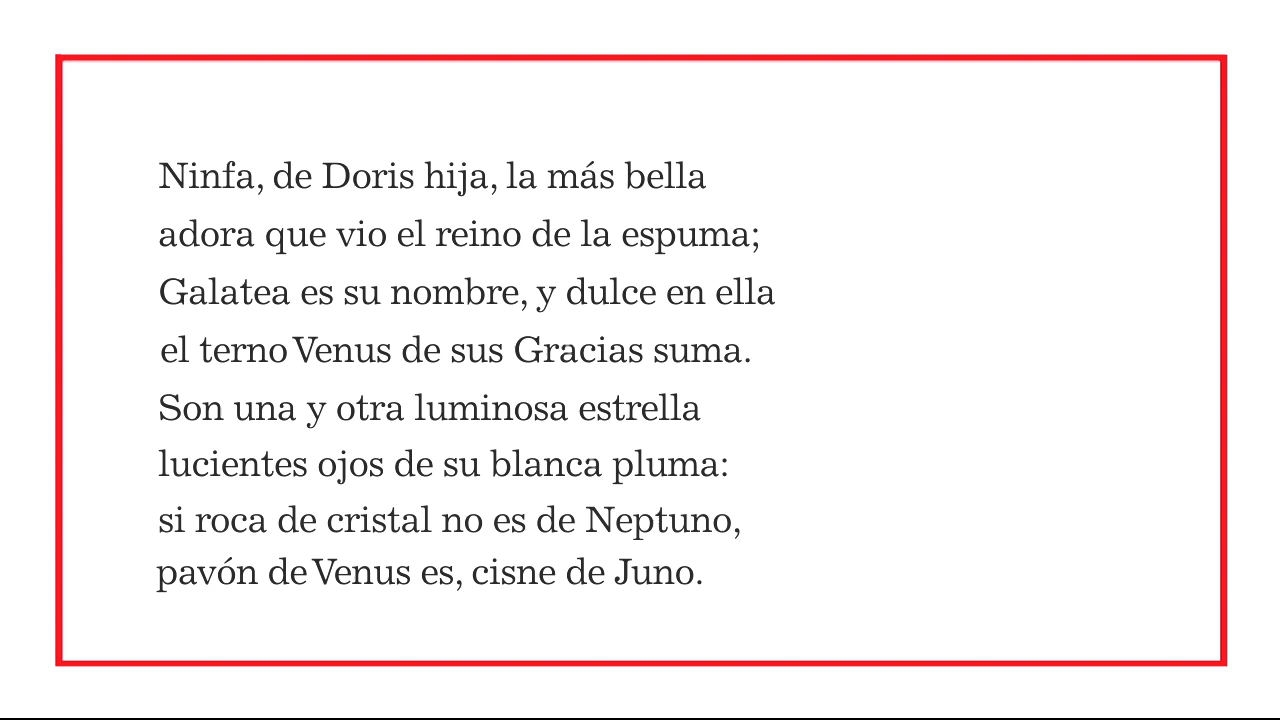 Ninfa, de Doris hija, la más bella
adora que vio el reino de la espuma;
Galatea es su nombre, y dulce en ella
el terno Venus de sus Gracias suma.
Son una y otra luminosa estrella
lucientes ojos de su blanca pluma:
si roca de cristal no es de Neptuno,
pavón de Venus es, cisne de Juno.